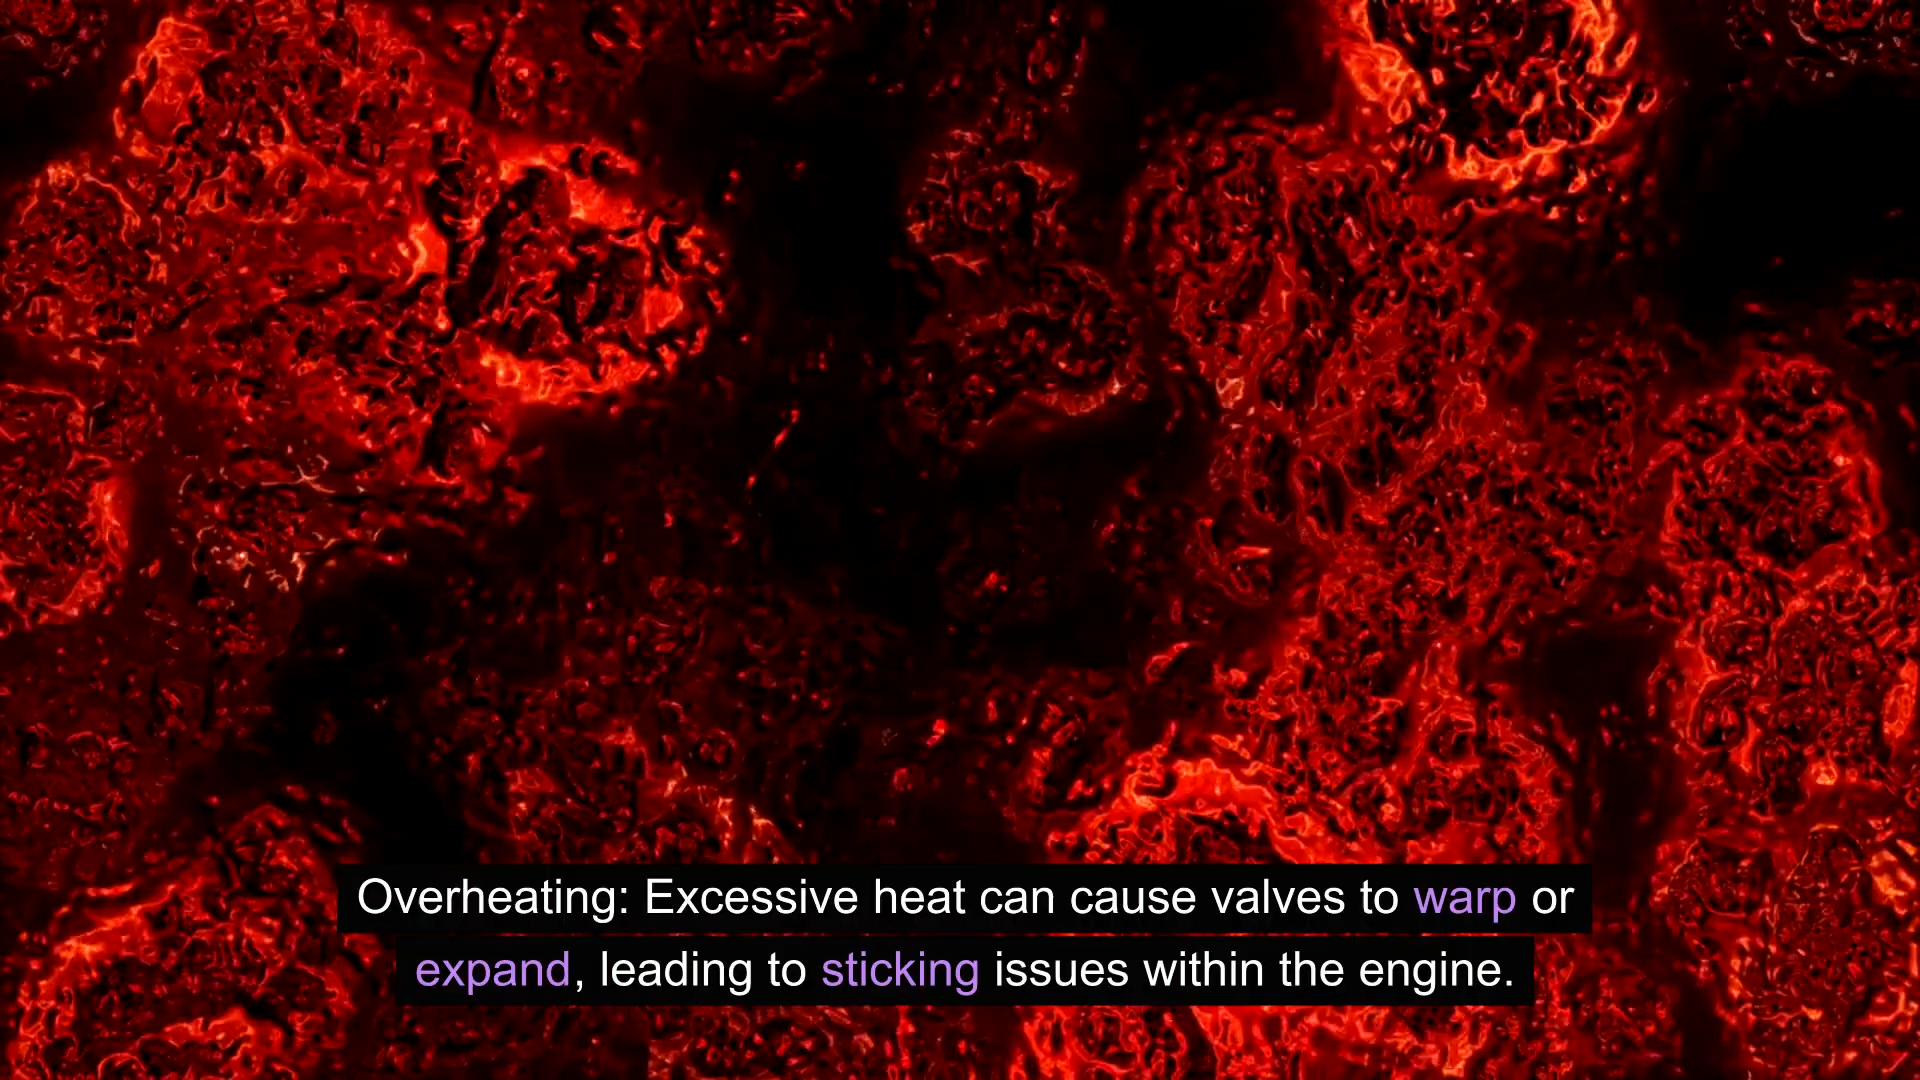 Overheating: Excessive heat can cause valves to warp or
expand, leading to sticking issues within the engine.